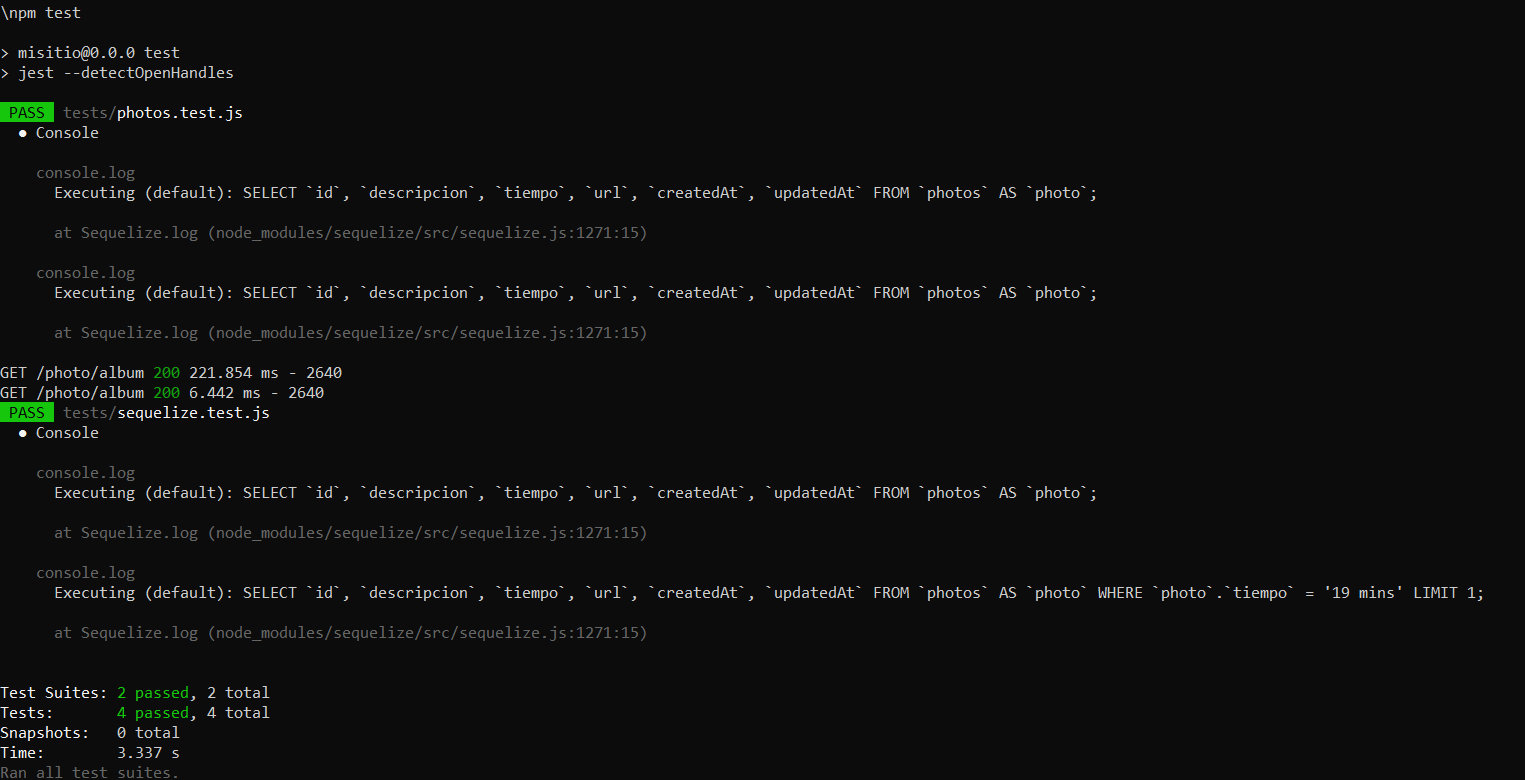 \npm test
> misitio@0.0.0 test
> jest --detectOpenHandles
PASS tests/photos.test.js
● Console
console.log
Executing (default): SELECT `id`, `descripcion`, `tiempo`, `url`, `createdAt`, `updatedAt` FROM `photos` AS `photo`;
at Sequelize.log (node_modules/sequelize/src/sequelize.js:1271:15)
console.log
Executing (default): SELECT `id`, `descripcion`, `tiempo`, `url`, `createdAt`, `updatedAt` FROM `photos` AS `photo`;
at Sequelize.log (node_modules/sequelize/src/sequelize.js:1271:15)
GET /photo/album 200 221.854 ms - 2640
GET /photo/album 200 6.442 ms - 2640
PASS tests/sequelize.test.js
● Console
console.log
Executing (default): SELECT `id`, `descripcion`, `tiempo`, `url`, `createdAt`, `updatedAt` FROM `photos` AS `photo`;
at Sequelize.log (node_modules/sequelize/src/sequelize.js:1271:15)
console.log
Executing (default): SELECT `id`, `descripcion`, `tiempo`, `url`, `createdAt`, `updatedAt` FROM `photos` AS `photo` WHERE `photo`.`tiempo` = '19 mins' LIMIT 1;
at Sequelize.log (node_modules/sequelize/src/sequelize.js:1271:15)
Test Suites: 2 passed, 2 total
Tests: 4 passed, 4 total
Snapshots: 0 total
Time: 3.337 s
Ran all test suites.